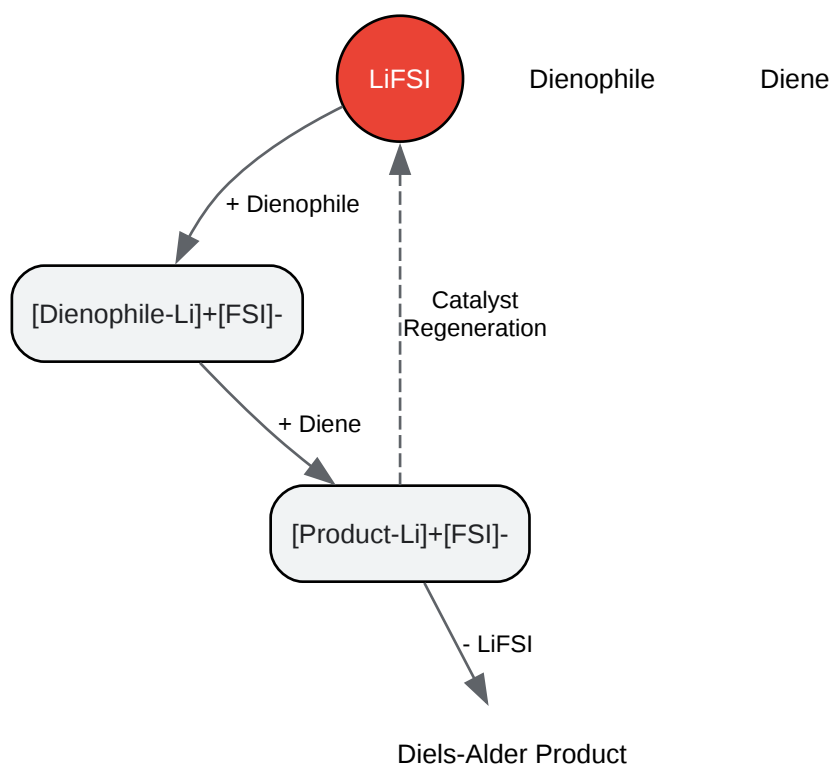 LiFSI
Dienophile
Diene
+ Dienophile
[Dienophile-Li]+[FSI]-
Catalyst
Regeneration
+ Diene
[Product-Li]+[FSI]-
- LiFSI
Diels-Alder Product